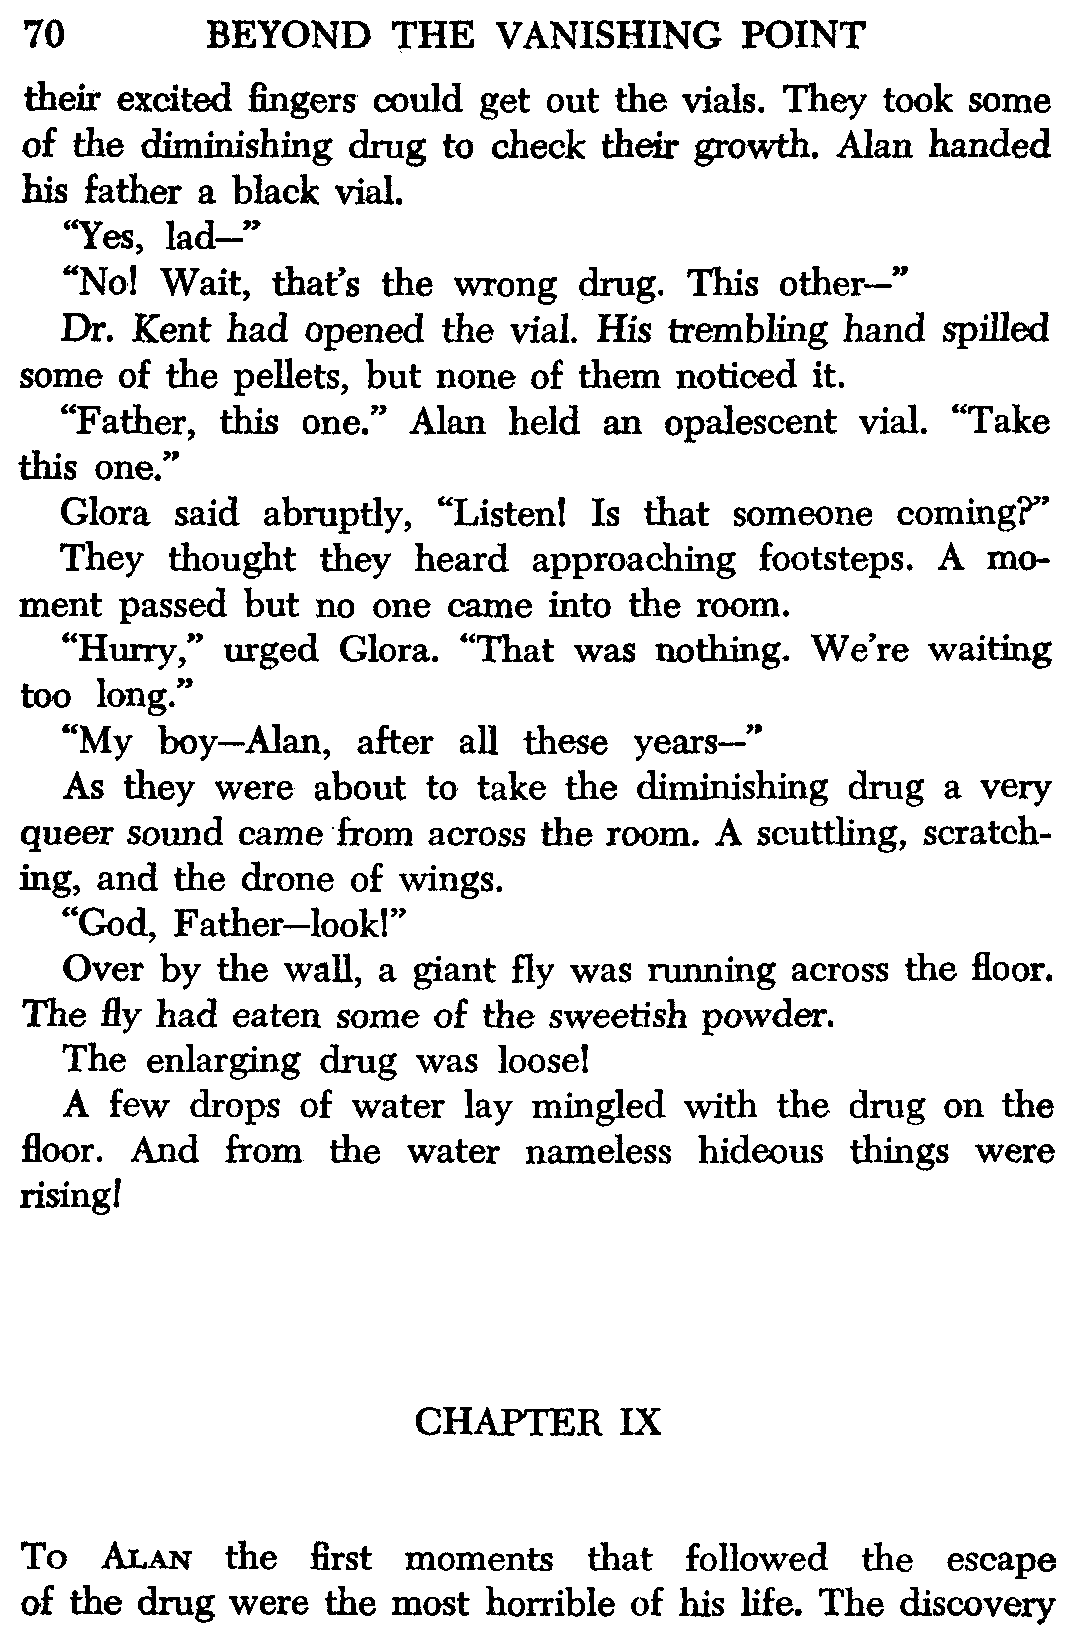 70 BEYOND THE VANISHING POINT
their excited fingers could get out the vials. They took some
of the diminishing drug to check their growth. Alan handed
his father a black vial.
“Yes, lad—”
“No! Wait, that’s the wrong drug. This other—”
Dr. Kent had opened the vial. His trembling hand spilled
some of the pellets, but none of them noticed it.
“Father, this one.” Alan held an opalescent vial. “Take
this one.”
Glora said abruptly, “Listen! Is that someone coming?”
They thought they heard approaching footsteps. A mo-
ment passed but no one came into the room.
“Hurry,” urged Glora. “That was nothing. We’re waiting
too long.”
“My boy—Alan, after all these years—”
As they were about to take the diminishing drug a very
queer sound came from across the room. A scuttling, scratch-
ing, and the drone of wings.
“God, Father—look!”
Over by the wall, a giant fly was running across the floor.
The fly had eaten some of the sweetish powder.
The enlarging drug was loose!
A few drops of water lay mingled with the drug on the
floor. And from the water nameless hideous things were
rising!
CHAPTER IX
To Alan the first moments that followed the escape
of the drug were the most horrible of his life. The discovery